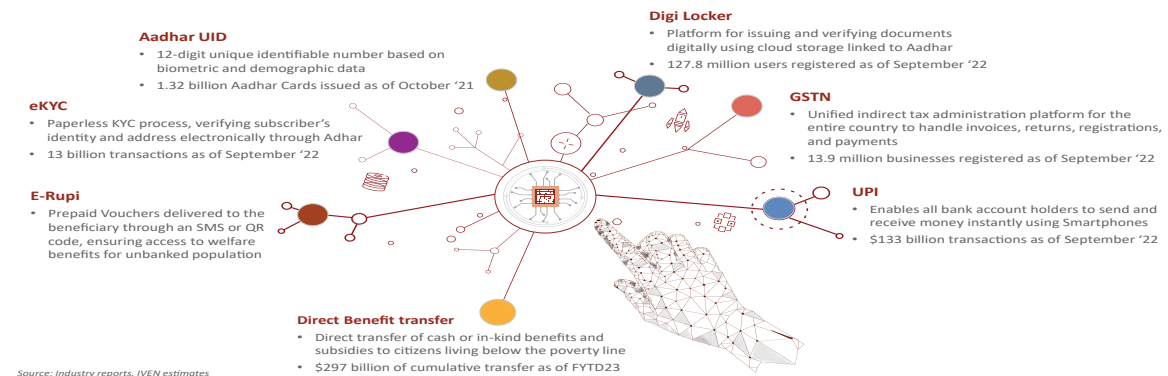 Aadhar UID
• 12-digit unique identifiable number based on
biometric and demographic data
• 1.32 billion Aadhar Cards issued as of October ‘21
eKYC
• Paperless KYC process, verifying subscriber’s
identity and address electronically through Adhar
• 13 billion transactions as of September ‘22
E-Rupi
• Prepaid Vouchers delivered to the
beneficiary through an SMS or QR
code, ensuring access to welfare
benefits for unbanked population
Direct Benefit transfer
• Direct transfer of cash or in-kind benefits and
subsidies to citizens living below the poverty line
• $297 billion of cumulative transfer as of FYTD23
Digi Locker
• Platform for issuing and verifying documents
digitally using cloud storage linked to Aadhar
• 127.8 million users registered as of September ‘22
GSTN
• Unified indirect tax administration platform for the
entire country to handle invoices, returns, registrations,
and payments
• 13.9 million businesses registered as of September ‘22
UPI
• Enables all bank account holders to send and
receive money instantly using Smartphones
• $133 billion transactions as of September ‘22
Source: Industry reports, IVEN estimates